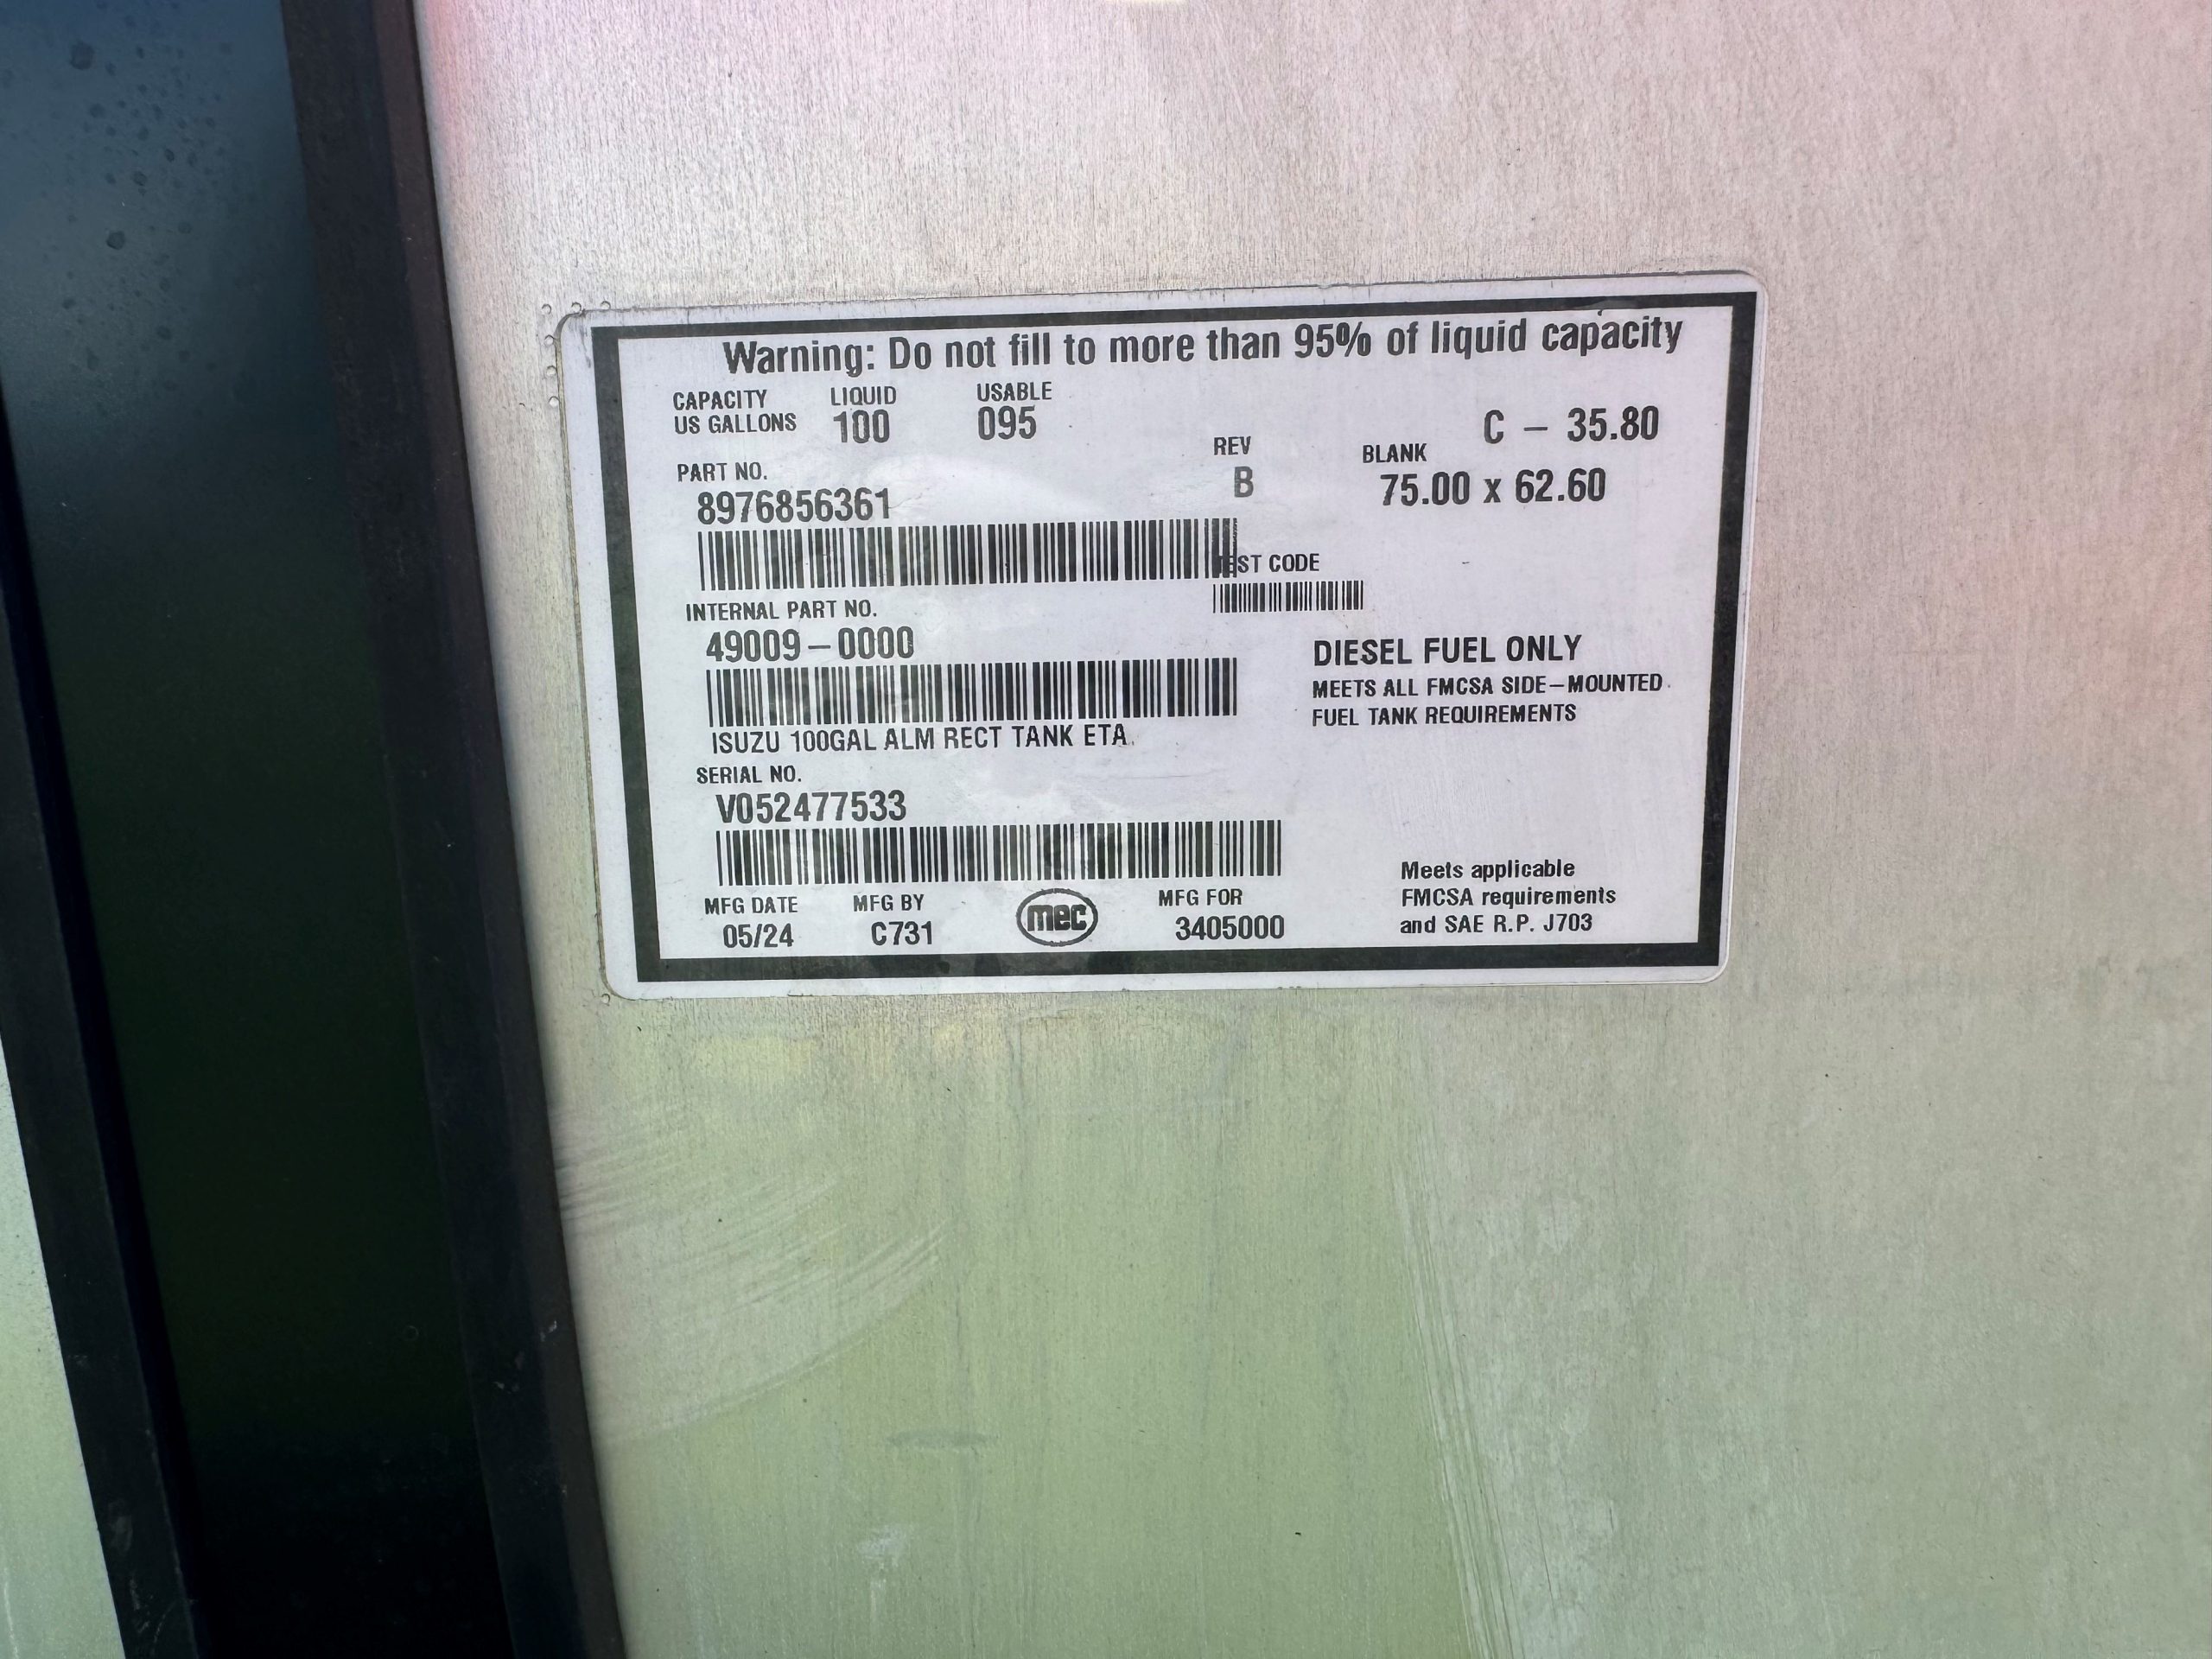 Warning: Do not fill to more than 95% of liquid capacity
CAPACITY LIQUID USABLE
US GALLONS 100 095
C – 35.80
REV BLANK
B 75.00 x 62.60
PART NO.
8976856361
TEST CODE
INTERNAL PART NO.
49009–0000
DIESEL FUEL ONLY
MEETS ALL FMCSA SIDE–MOUNTED
FUEL TANK REQUIREMENTS
ISUZU 100GAL ALM RECT TANK ETA
SERIAL NO.
V052477533
MFG DATE MFG BY MFG FOR
05/24 C731 mec 3405000
Meets applicable
FMCSA requirements
and SAE R.P. J703